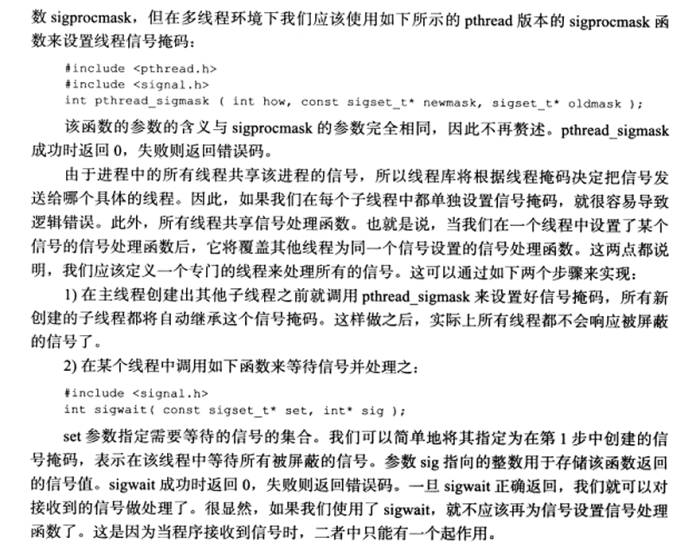 数 sigprocmask，但在多线程环境下我们应该使用如下所示的 pthread 版本的 sigprocmask 函
数来设置线程信号掩码：
#include <pthread.h>
#include <signal.h>
int pthread_sigmask ( int how, const sigset_t* newmask, sigset_t* oldmask );
该函数的参数的含义与 sigprocmask 的参数完全相同，因此不再赘述。pthread_sigmask
成功时返回 0，失败则返回错误码。
由于进程中的所有线程共享该进程的信号，所以线程库将根据线程掩码决定把信号发
送给哪个具体的线程。因此，如果我们在每个子线程中都单独设置信号掩码，就很容易导致
逻辑错误。此外，所有线程共享信号处理函数。也就是说，当我们在一个线程中设置了某个
信号的信号处理函数后，它将覆盖其他线程为同一个信号设置的信号处理函数。这两点都说
明，我们应该定义一个专门的线程来处理所有的信号。这可以通过如下两个步骤来实现：
1) 在主线程创建出其他子线程之前就调用 pthread_sigmask 来设置好信号掩码，所有新
创建的子线程都将自动继承这个信号掩码。这样做之后，实际上所有线程都不会响应被屏蔽
的信号了。
2) 在某个线程中调用如下函数来等待信号并处理之：
#include <signal.h>
int sigwait( const sigset_t* set, int* sig );
set 参数指定需要等待的信号的集合。我们可以简单地将其指定为在第 1 步中创建的信
号掩码，表示在该线程中等待所有被屏蔽的信号。参数 sig 指向的整数用于存储该函数返回
的信号值。sigwait 成功时返回 0，失败则返回错误码。一旦 sigwait 正确返回，我们就可以对
接收到的信号做处理了。很显然，如果我们使用了 sigwait，就不应该再为信号设置信号处理
函数了。这是因为当程序接收到信号时，二者中只能有一个起作用。